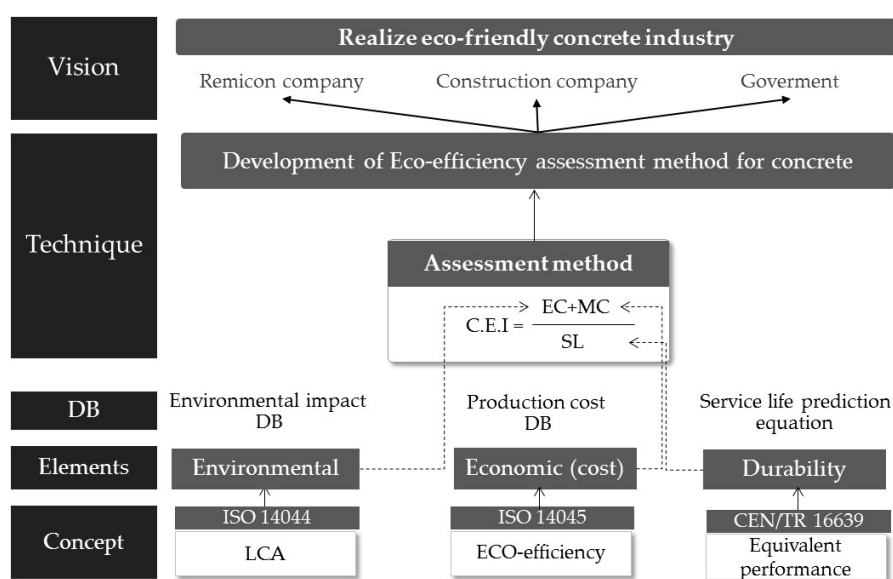 Vision
Realize eco-friendly concrete industry
Remicon company
Construction company
Goverment
Technique
Development of Eco-efficiency assessment method for concrete
Assessment method
C.E.I = EC+MC
SL
DB
Environmental impact
DB
Production cost
DB
Service life prediction
equation
Elements
Environmental
Economic (cost)
Durability
Concept
ISO 14044
LCA
ISO 14045
ECO-efficiency
CEN/TR 16639
Equivalent
performance